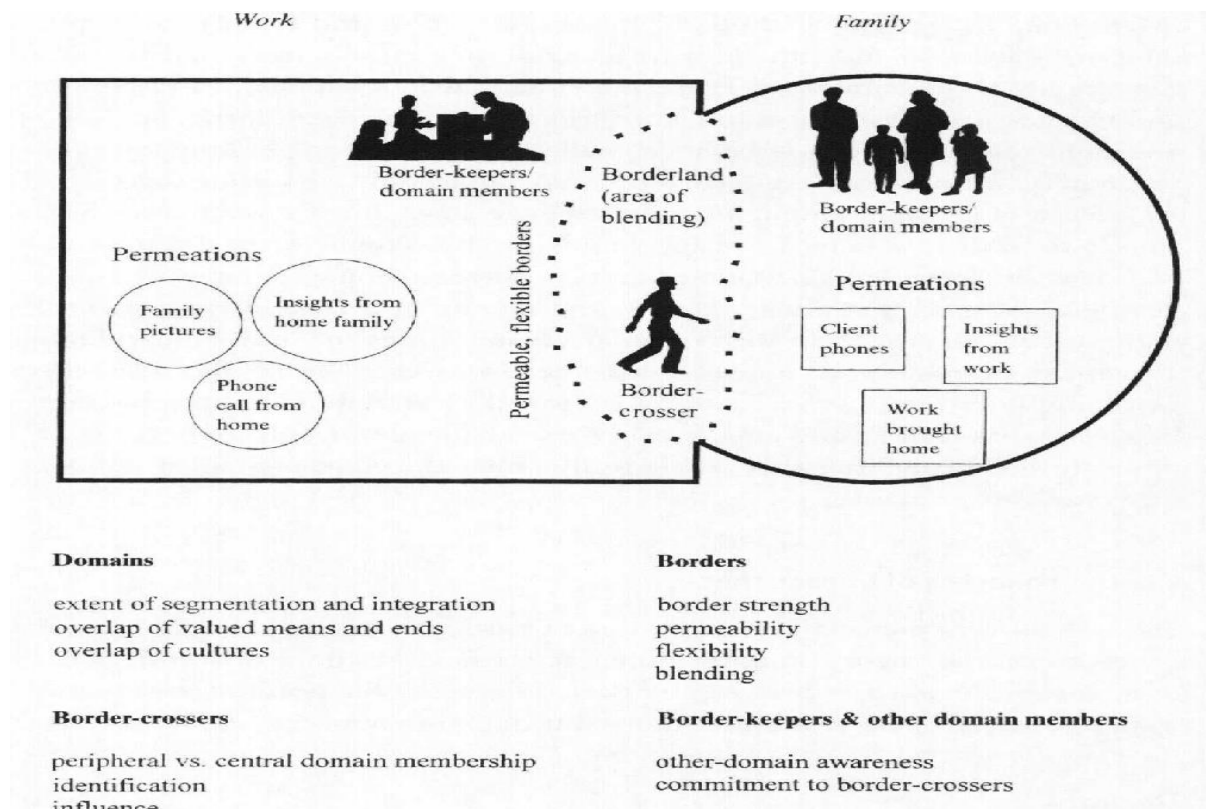 Work
Family
Border-keepers/
domain members
Borderland
(area of
blending)
Border-keepers/
domain members
Permeations
Family
pictures
Insights from
home family
Phone
call from
home
Permeable, flexible borders
Border-
crosser
Permeations
Client
phones
Insights
from
work
Work
brought
home
Domains
extent of segmentation and integration
overlap of valued means and ends
overlap of cultures
Borders
border strength
permeability
flexibility
blending
Border-crossers
peripheral vs. central domain membership
identification
influence
Border-keepers & other domain members
other-domain awareness
commitment to border-crossers